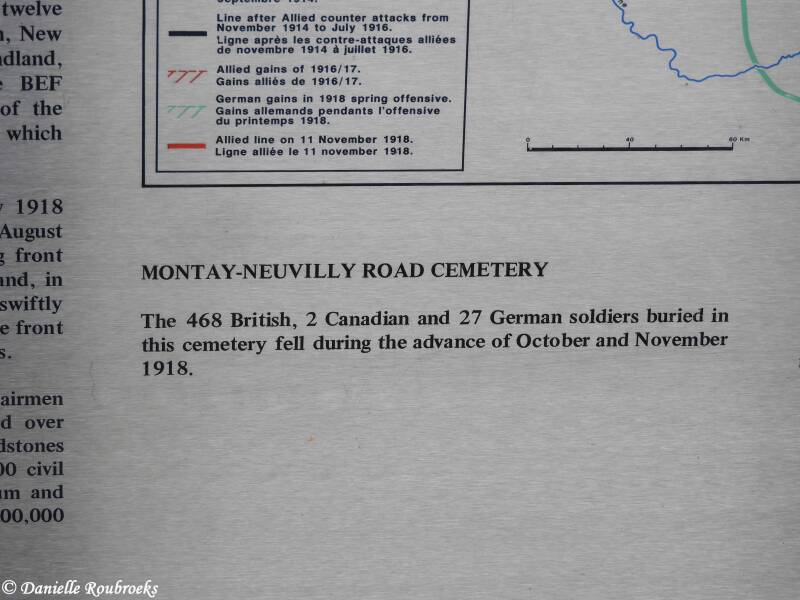 twelve
New
dland,
BEF
of the
which
1918
August
front
and, in
swiftly
e front
s.
airmen
d over
dstones
00 civil
um and
00,000
Line after Allied counter attacks from
November 1914 to July 1916.
Ligne après les contre-attaques alliées
de novembre 1914 à juillet 1916.
Allied gains of 1916/17.
Gains alliés de 1916/17.
German gains in 1918 spring offensive.
Gains allemands pendants l'offensive
du printemps 1918.
Allied line on 11 November 1918.
Ligne alliée le 11 november 1918.
0 40 80 Km
MONTAY-NEUVILLY ROAD CEMETERY
The 468 British, 2 Canadian and 27 German soldiers buried in
this cemetery fell during the advance of October and November
1918.
© Danielle Roubroeks